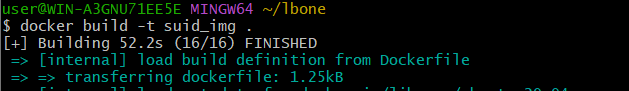 user@WIN-A3GNU71EE5E MINGW64 ~/lbone
$ docker build -t suid_img .
[+] Building 52.2s (16/16) FINISHED
=> [internal] load build definition from Dockerfile
=> => transferring dockerfile: 1.25kB